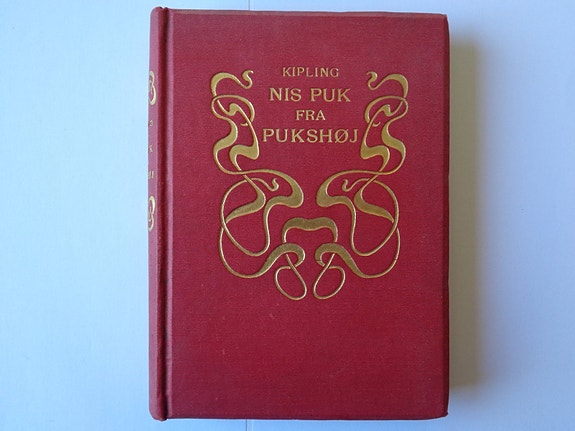 KIPLING
NIS PUK
FRA
PUKSHØJ